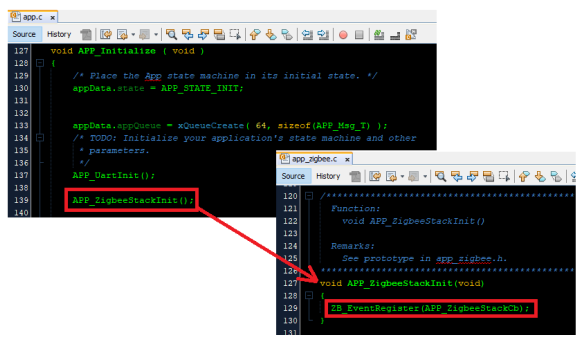 app.c x
Source History
127 void APP_Initialize ( void )
128 {
129 /* Place the App state machine in its initial state. */
130 appData.state = APP_STATE_INIT;
131
132
133 appData.appQueue = xQueueCreate( 64, sizeof(APP_Msg_T) );
134 /* TODO: Initialize your application's state machine and other
135 * parameters.
136 */
137 APP_UartInit();
138
139 APP_ZigbeeStackInit();
140
app_zigbee.c x
Source History
120 /*******************************************
121 Function:
122 void APP_ZigbeeStackInit()
123
124 Remarks:
125 See prototype in app_zigbee.h.
126 *******************************************
127 void APP_ZigbeeStackInit(void)
128 {
129 ZB_EventRegister(APP_ZigbeeStackCb);
130 }
131